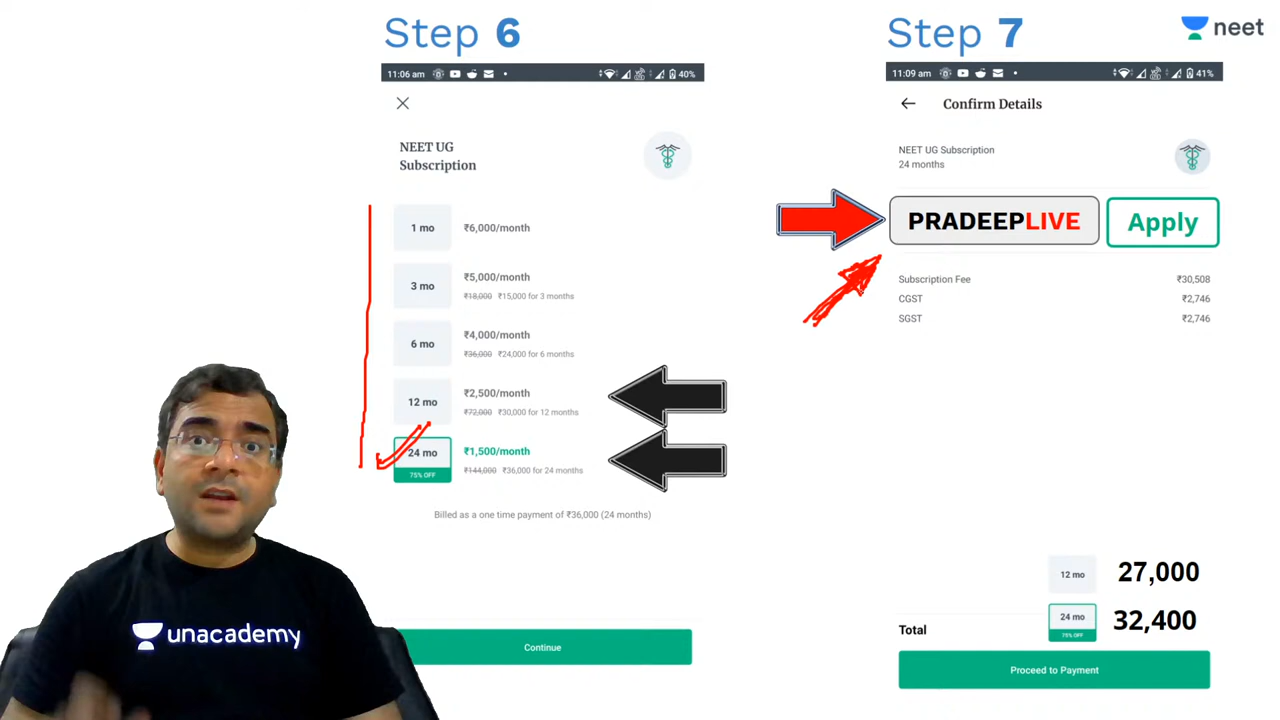 Step 6
11:06 am
40%
NEET UG
Subscription
1 mo
₹6,000/month
3 mo
₹5,000/month
₹18,000 ₹15,000 for 3 months
6 mo
₹4,000/month
₹36,000 ₹24,000 for 6 months
12 mo
₹2,500/month
₹72,000 ₹30,000 for 12 months
24 mo
75% OFF
₹1,500/month
₹144,000 ₹36,000 for 24 months
Billed as a one time payment of ₹36,000 (24 months)
Continue
unacademy
Step 7
neet
11:09 am
41%
Confirm Details
NEET UG Subscription
24 months
PRADEEPLIVE
Apply
Subscription Fee ₹30,508
CGST ₹2,746
SGST ₹2,746
12 mo 27,000
Total
24 mo 32,400
75% OFF
Proceed to Payment